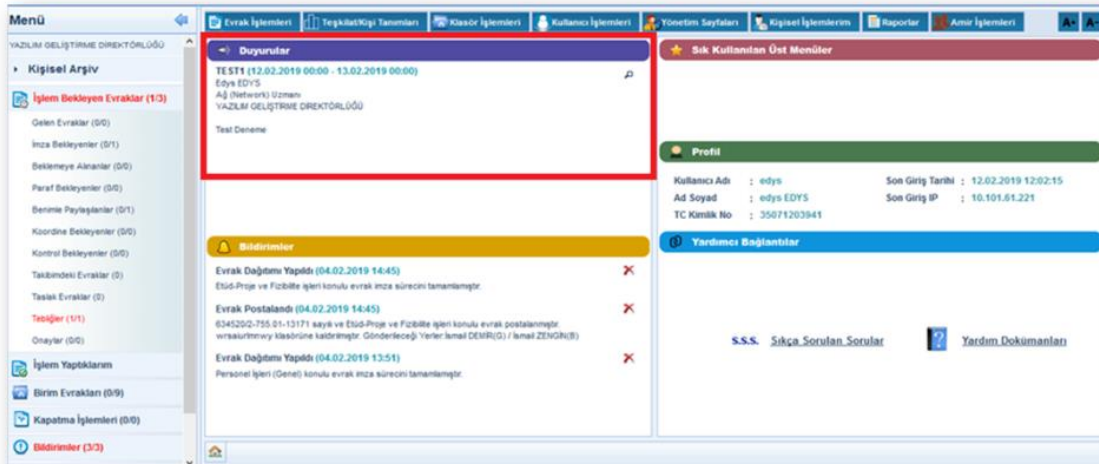 Menü
YAZILIM GELİŞTİRME DİREKTÖRLÜĞÜ
Kişisel Arşiv
İşlem Bekleyen Evraklar (1/3)
Gelen Evraklar (0/0)
İmza Bekleyenler (0/1)
Beklemeye Alınanlar (0/0)
Paraf Bekleyenler (0/0)
Benimle Paylaşılanlar (0/1)
Koordine Bekleyenler (0/0)
Kontrol Bekleyenler (0/0)
Takibimdeki Evraklar (0)
Taslak Evraklar (0)
Tebliğler (1/1)
Onaylar (0/0)
İşlem Yaptıklarım
Birim Evrakları (0/9)
Kapatma İşlemleri (0/0)
Bildirimler (3/3)
Evrak İşlemleri Teşkilat/Kişi Tanımları Klasör İşlemleri Kullanıcı İşlemleri Yönetim Sayfaları Kişisel İşlemlerim Raporlar Amir İşlemleri A+ A-
Duyurular
TEST1 (12.02.2019 00:00 - 13.02.2019 00:00)
Edys EDYS
Ağ (Network) Uzmanı
YAZILIM GELİŞTİRME DİREKTÖRLÜĞÜ
Test Deneme
Bildirimler
Evrak Dağıtımı Yapıldı (04.02.2019 14:45)
Etüd-Proje ve Fizibilite işleri konulu evrak imza sürecini tamamlamıştır.
Evrak Postalandı (04.02.2019 14:45)
634520/2-755.01-13171 sayılı ve Etüd-Proje ve Fizibilite işleri konulu evrak postalanmıştır.
klasörüne kaldırılmıştır. Gönderileceği Yerler:İsmail DEMİR(G) / İsmail ZENGİN(B)
Evrak Dağıtımı Yapıldı (04.02.2019 13:51)
Personel İşleri (Genel) konulu evrak imza sürecini tamamlamıştır.
Sık Kullanılan Üst Menüler
Profil
Kullanıcı Adı : edys Son Giriş Tarihi : 12.02.2019 12:02:15
Ad Soyad : edys EDYS Son Giriş IP : 10.101.61.221
TC Kimlik No : 35071203941
Yardımcı Bağlantılar
S.S.S. Sıkça Sorulan Sorular Yardım Dokümanları